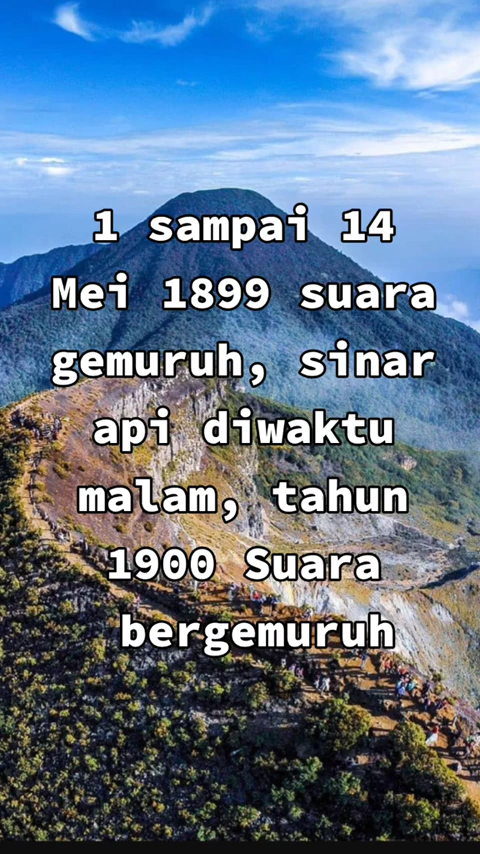 1 sampai 14
Mei 1899 suara
gemuruh, sinar
api diwaktu
malam, tahun
1900 Suara
bergemuruh